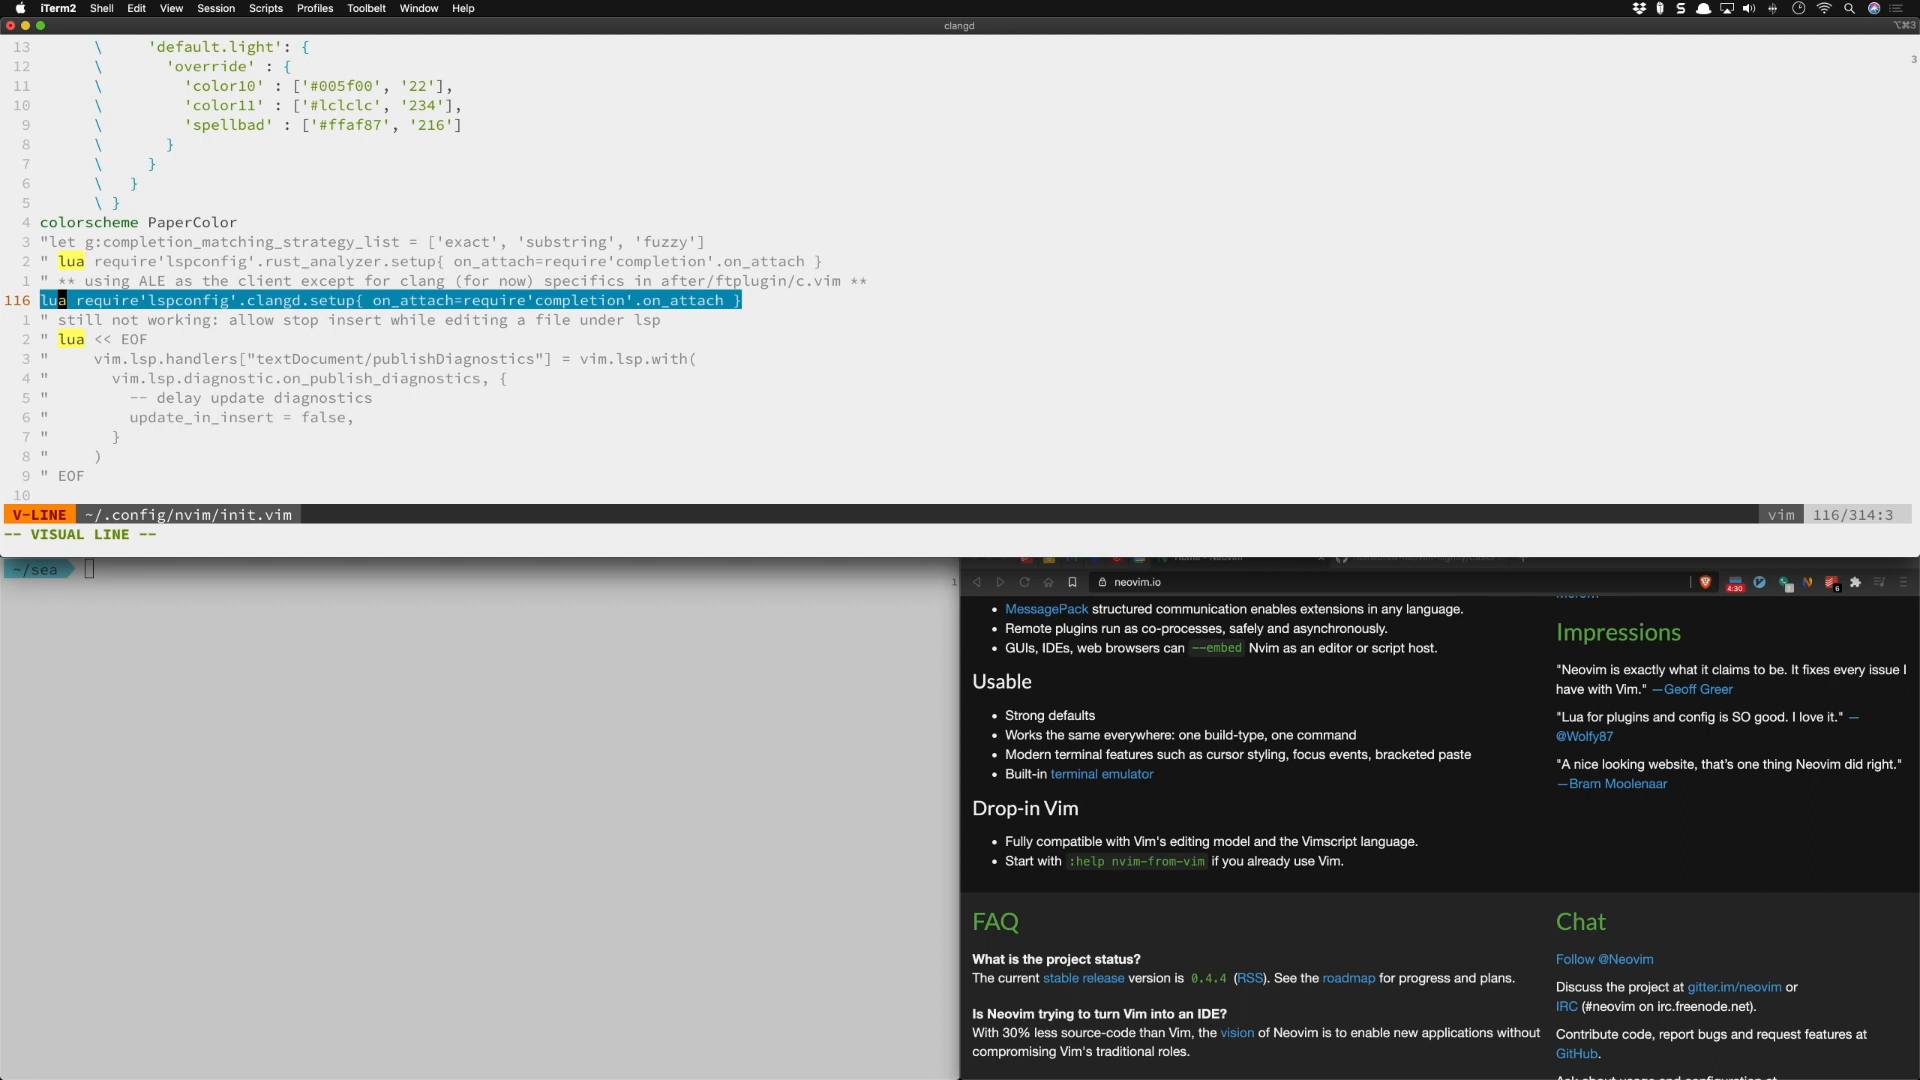 iTerm2 Shell Edit View Session Scripts Profiles Toolbelt Window Help
clangd
⌥⌘3
13 \ 'default.light': {
3
12 \ 'override' : {
11 \ 'color10' : ['#005f00', '22'],
10 \ 'color11' : ['#lclclc', '234'],
9 \ 'spellbad' : ['#ffaf87', '216']
8 \ }
7 \ }
6 \ }
5 \ }
4 colorscheme PaperColor
3 "let g:completion_matching_strategy_list = ['exact', 'substring', 'fuzzy']
2 " lua require'lspconfig'.rust_analyzer.setup{ on_attach=require'completion'.on_attach }
1 " ** using ALE as the client except for clang (for now) specifics in after/ftplugin/c.vim **
116 lua require'lspconfig'.clangd.setup{ on_attach=require'completion'.on_attach }
1 " still not working: allow stop insert while editing a file under lsp
2 " lua << EOF
3 " vim.lsp.handlers["textDocument/publishDiagnostics"] = vim.lsp.with(
4 " vim.lsp.diagnostic.on_publish_diagnostics, {
5 " -- delay update diagnostics
6 " update_in_insert = false,
7 " }
8 " )
9 " EOF
10
V-LINE ~/.config/nvim/init.vim vim 116/314:3
-- VISUAL LINE --
~/sea
1
neovim.io
4:30
6
MessagePack structured communication enables extensions in any language.
Remote plugins run as co-processes, safely and asynchronously.
GUIs, IDEs, web browsers can --embed Nvim as an editor or script host.
Usable
Strong defaults
Works the same everywhere: one build-type, one command
Modern terminal features such as cursor styling, focus events, bracketed paste
Built-in terminal emulator
Drop-in Vim
Fully compatible with Vim's editing model and the Vimscript language.
Start with :help nvim-from-vim if you already use Vim.
Impressions
"Neovim is exactly what it claims to be. It fixes every issue I
have with Vim." —Geoff Greer
"Lua for plugins and config is SO good. I love it." —
@Wolfy87
"A nice looking website, that's one thing Neovim did right."
—Bram Moolenaar
FAQ
What is the project status?
The current stable release version is 0.4.4 (RSS). See the roadmap for progress and plans.
Is Neovim trying to turn Vim into an IDE?
With 30% less source-code than Vim, the vision of Neovim is to enable new applications without
compromising Vim's traditional roles.
Chat
Follow @Neovim
Discuss the project at gitter.im/neovim or
IRC (#neovim on irc.freenode.net).
Contribute code, report bugs and request features at
GitHub.